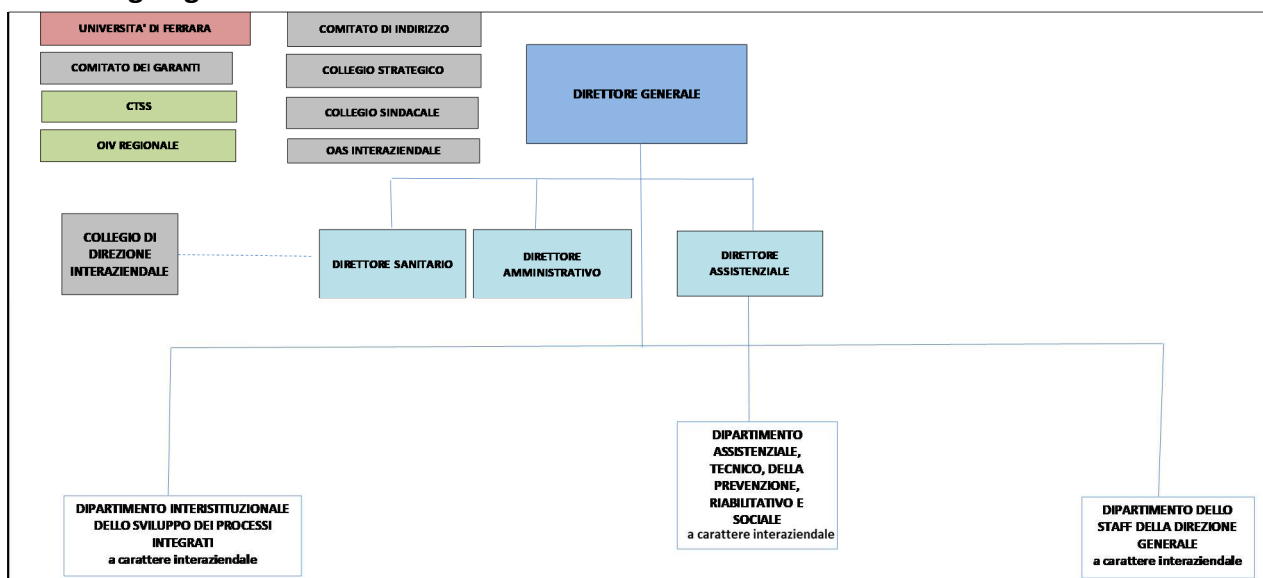 UNIVERSITA' DI FERRARA
COMITATO DEI GARANTI
CTSS
OIV REGIONALE
COMITATO DI INDIRIZZO
COLLEGIO STRATEGICO
COLLEGIO SINDACALE
OAS INTERAZIENDALE
DIRETTORE GENERALE
COLLEGIO DI
DIREZIONE
INTERAZIENDALE
DIRETTORE SANITARIO
DIRETTORE
AMMINISTRATIVO
DIRETTORE
ASSISTENZIALE
DIPARTIMENTO INTERISTITUZIONALE
DELLO SVILUPPO DEI PROCESSI
INTEGRATI
a carattere interaziendale
DIPARTIMENTO
ASSISTENZIALE,
TECNICO, DELLA
PREVENZIONE,
RIABILITATIVO E
SOCIALE
a carattere interaziendale
DIPARTIMENTO DELLO
STAFF DELLA DIREZIONE
GENERALE
a carattere interaziendale